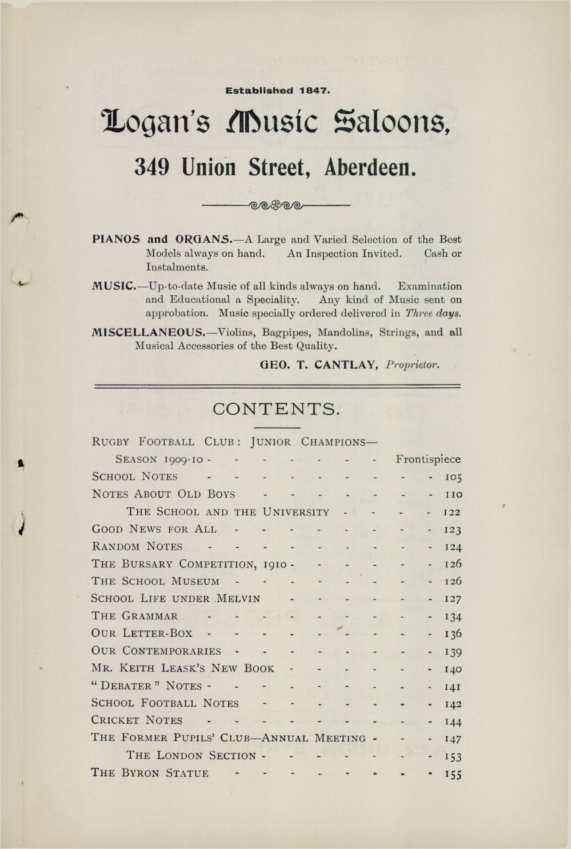 Established 1847.
Logan's Music Saloons,
349 Union Street, Aberdeen.
PIANOS and ORGANS.—A Large and Varied Selection of the Best
Models always on hand. An Inspection Invited. Cash or
Instalments.
MUSIC.—Up-to-date Music of all kinds always on hand. Examination
and Educational a Speciality. Any kind of Music sent on
approbation. Music specially ordered delivered in Three days.
MISCELLANEOUS.—Violins, Bagpipes, Mandolins, Strings, and all
Musical Accessories of the Best Quality.
GEO. T. CANTLAY, Proprietor.
CONTENTS.
RUGBY FOOTBALL CLUB: JUNIOR CHAMPIONS—
SEASON 1909-10 - - - - - - - Frontispiece
SCHOOL NOTES - - - - - - - - - 105
NOTES ABOUT OLD BOYS - - - - - - - 110
THE SCHOOL AND THE UNIVERSITY - - - - 122
GOOD NEWS FOR ALL - - - - - - - - 123
RANDOM NOTES - - - - - - - - - 124
THE BURSARY COMPETITION, 1910 - - - - - - 126
THE SCHOOL MUSEUM - - - - - - - - 126
SCHOOL LIFE UNDER MELVIN - - - - - - 127
THE GRAMMAR - - - - - - - - - 134
OUR LETTER-BOX - - - - - - - - - 136
OUR CONTEMPORARIES - - - - - - - - 139
MR. KEITH LEASK'S NEW BOOK - - - - - - 140
"DEBATER" NOTES - - - - - - - - - 141
SCHOOL FOOTBALL NOTES - - - - - - - 142
CRICKET NOTES - - - - - - - - - 144
THE FORMER PUPILS' CLUB—ANNUAL MEETING - - - 147
THE LONDON SECTION - - - - - - - 153
THE BYRON STATUE - - - - - - - - 155